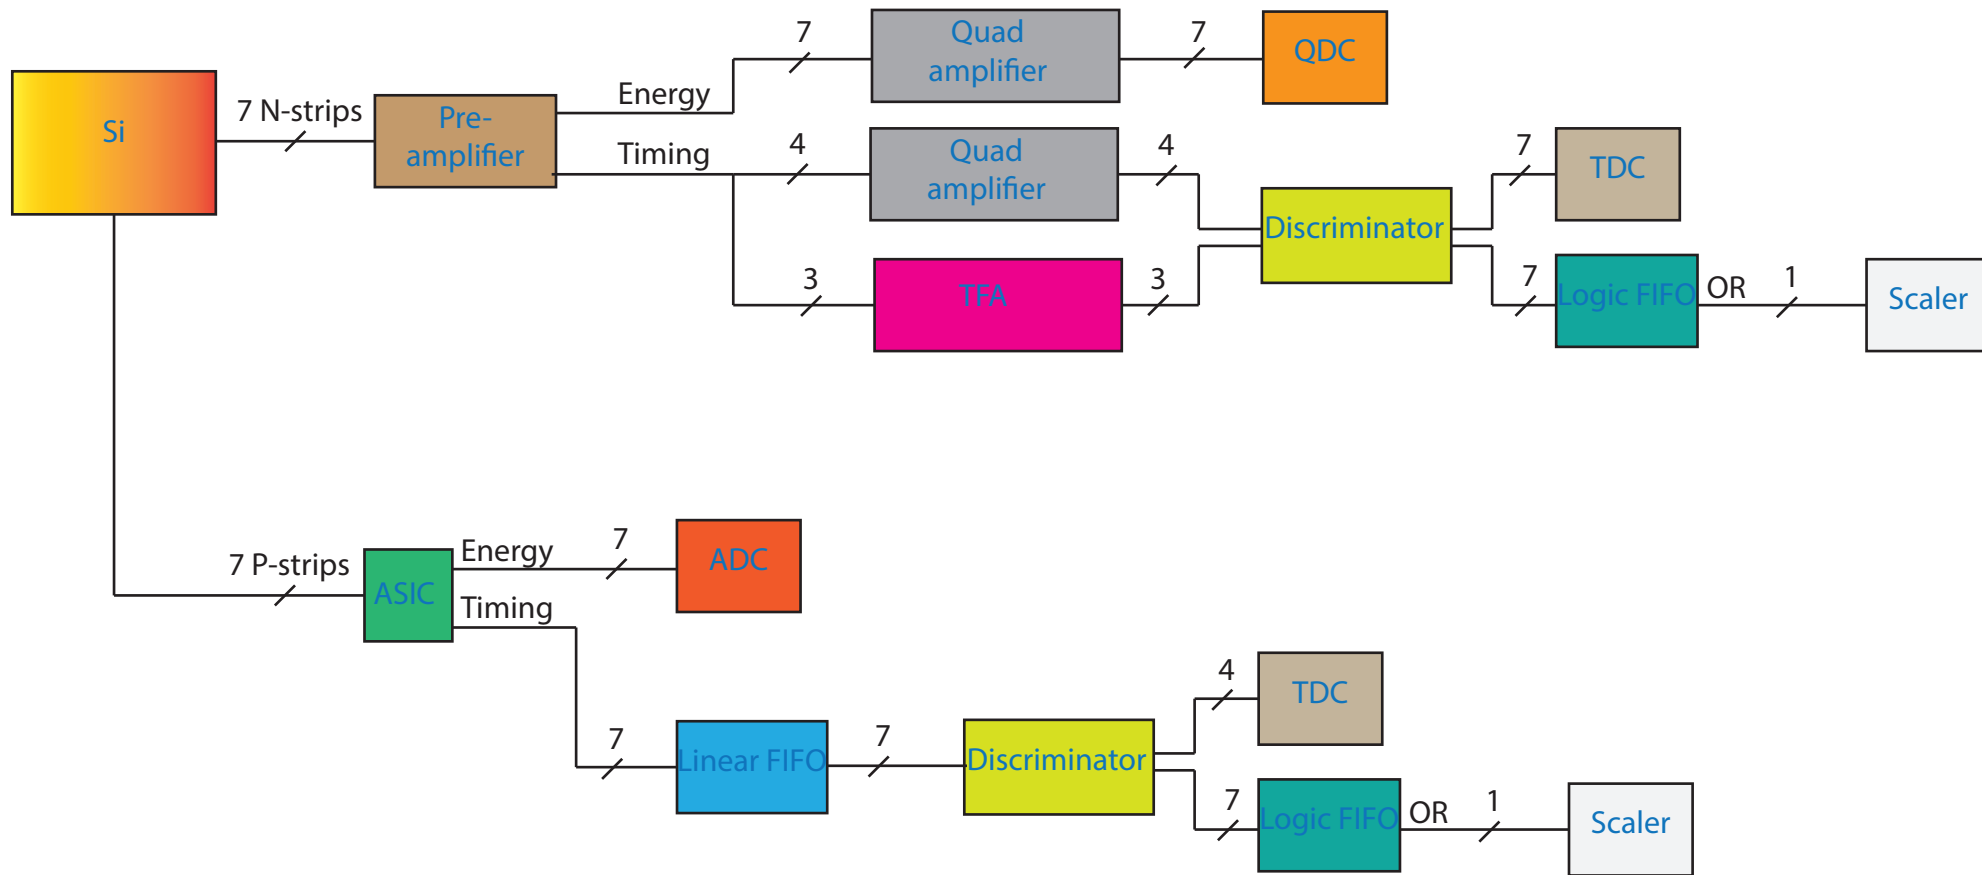 7
Quad
amplifier
7
QDC
Si
7 N-strips
Pre-
amplifier
Energy
Timing
4
Quad
amplifier
4
Discriminator
7
TDC
3
TFA
3
7
Logic FIFO
OR
1
Scaler
7 P-strips
ASIC
Energy
7
ADC
Timing
7
Linear FIFO
7
Discriminator
4
TDC
7
Logic FIFO
OR
1
Scaler